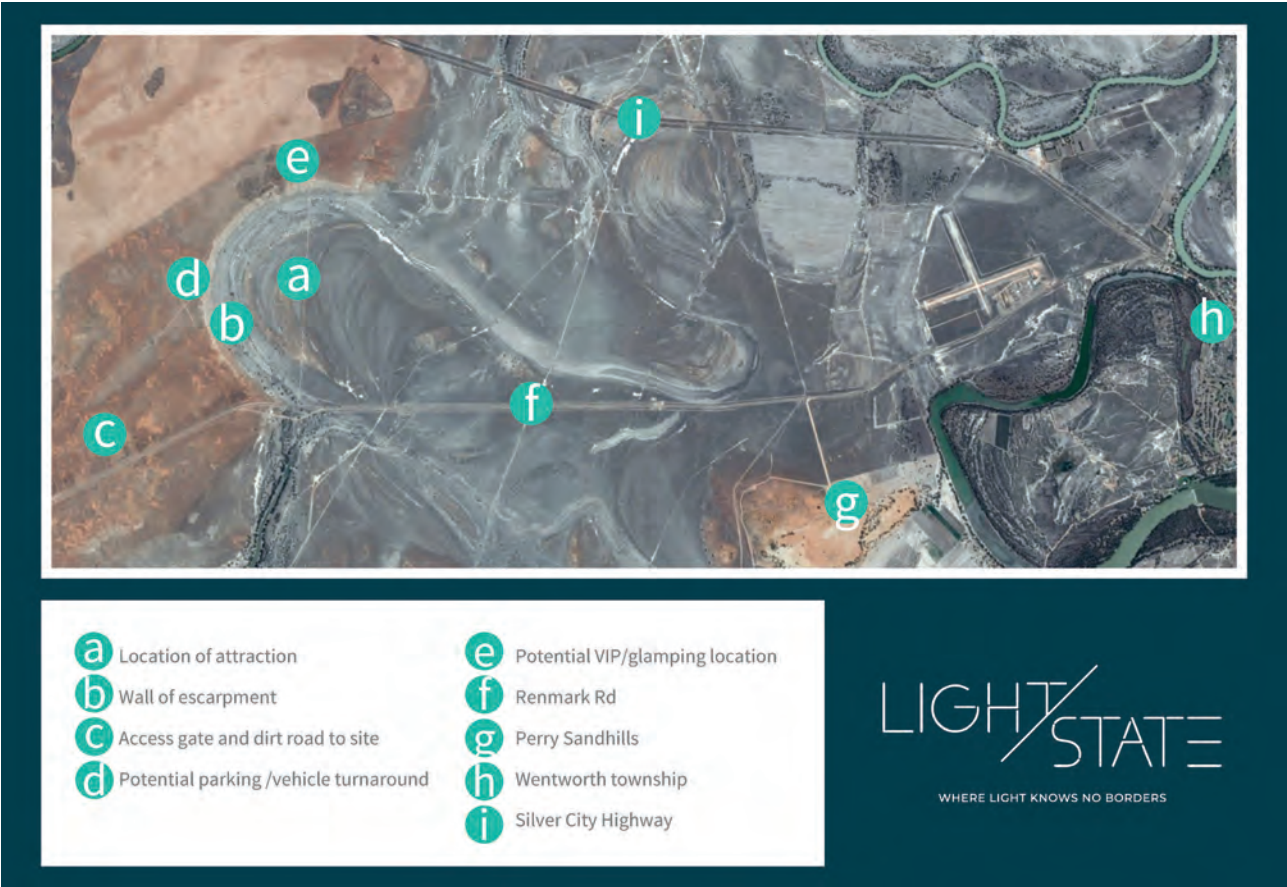 i
e
a
d
b
h
f
c
g
a Location of attraction
b Wall of escarpment
c Access gate and dirt road to site
d Potential parking /vehicle turnaround
e Potential VIP/glamping location
f Renmark Rd
g Perry Sandhills
h Wentworth township
i Silver City Highway
LIGHT/
STATE
WHERE LIGHT KNOWS NO BORDERS